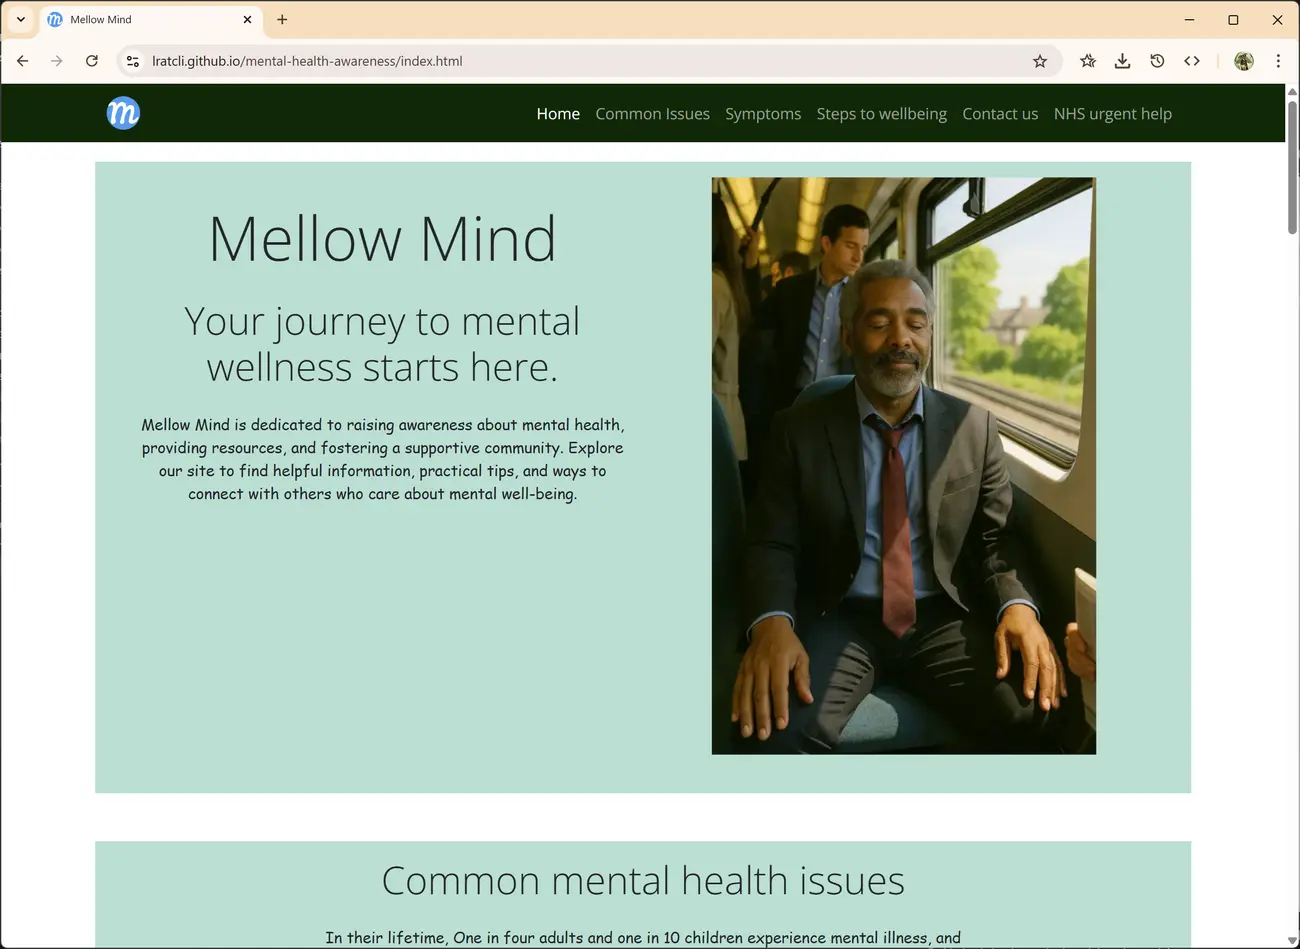 Mellow Mind
lratcli.github.io/mental-health-awareness/index.html
m
Home Common Issues Symptoms Steps to wellbeing Contact us NHS urgent help
Mellow Mind
Your journey to mental
wellness starts here.
Mellow Mind is dedicated to raising awareness about mental health,
providing resources, and fostering a supportive community. Explore
our site to find helpful information, practical tips, and ways to
connect with others who care about mental well-being.
Common mental health issues
In their lifetime, One in four adults and one in 10 children experience mental illness, and